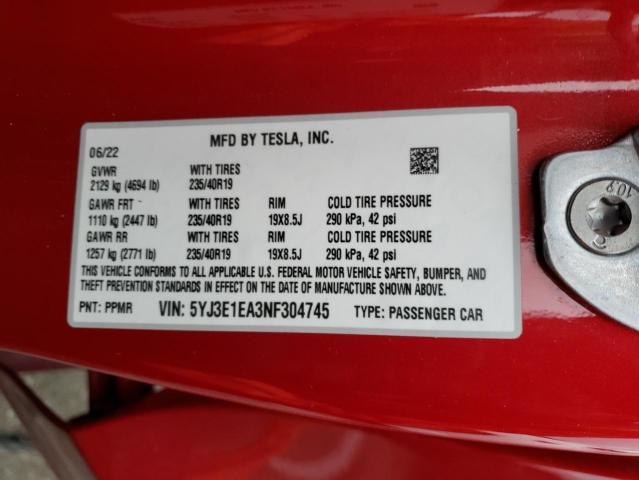 06/22 MFD BY TESLA, INC.
GVWR WITH TIRES
2129 kg (4694 lb) 235/40R19
GAWR FRT WITH TIRES RIM COLD TIRE PRESSURE
1110 kg (2447 lb) 235/40R19 19X8.5J 290 kPa, 42 psi
GAWR RR WITH TIRES RIM COLD TIRE PRESSURE
1257 kg (2771 lb) 235/40R19 19X8.5J 290 kPa, 42 psi
THIS VEHICLE CONFORMS TO ALL APPLICABLE U.S. FEDERAL MOTOR VEHICLE SAFETY, BUMPER, AND
THEFT PREVENTION STANDARDS IN EFFECT ON THE DATE OF MANUFACTURE SHOWN ABOVE.
PNT: PPMR VIN: 5YJ3E1EA3NF304745 TYPE: PASSENGER CAR
10.9